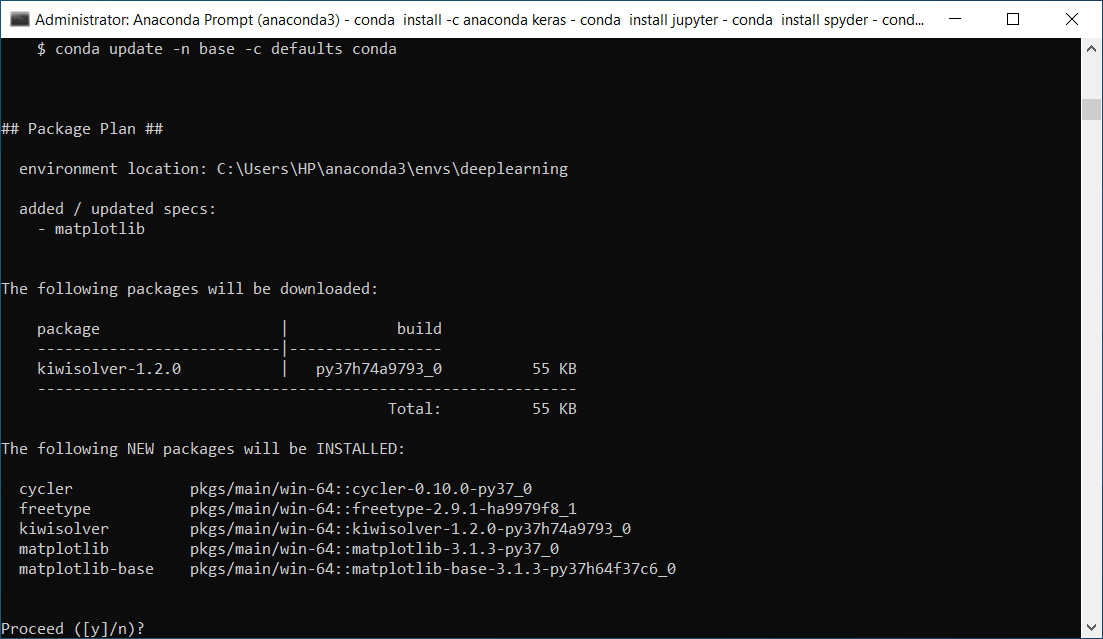 Administrator: Anaconda Prompt (anaconda3) - conda  install -c anaconda keras - conda  install jupyter - conda  install spyder - cond...
    $ conda update -n base -c defaults conda
## Package Plan ##
  environment location: C:\Users\HP\anaconda3\envs\deeplearning
  added / updated specs:
    - matplotlib
The following packages will be downloaded:
    package                    |            build
    ---------------------------|-----------------
    kiwisolver-1.2.0           |   py37h74a9793_0          55 KB
    ------------------------------------------------------------
                                           Total:          55 KB
The following NEW packages will be INSTALLED:
  cycler             pkgs/main/win-64::cycler-0.10.0-py37_0
  freetype           pkgs/main/win-64::freetype-2.9.1-ha9979f8_1
  kiwisolver         pkgs/main/win-64::kiwisolver-1.2.0-py37h74a9793_0
  matplotlib         pkgs/main/win-64::matplotlib-3.1.3-py37_0
  matplotlib-base    pkgs/main/win-64::matplotlib-base-3.1.3-py37h64f37c6_0
Proceed ([y]/n)?